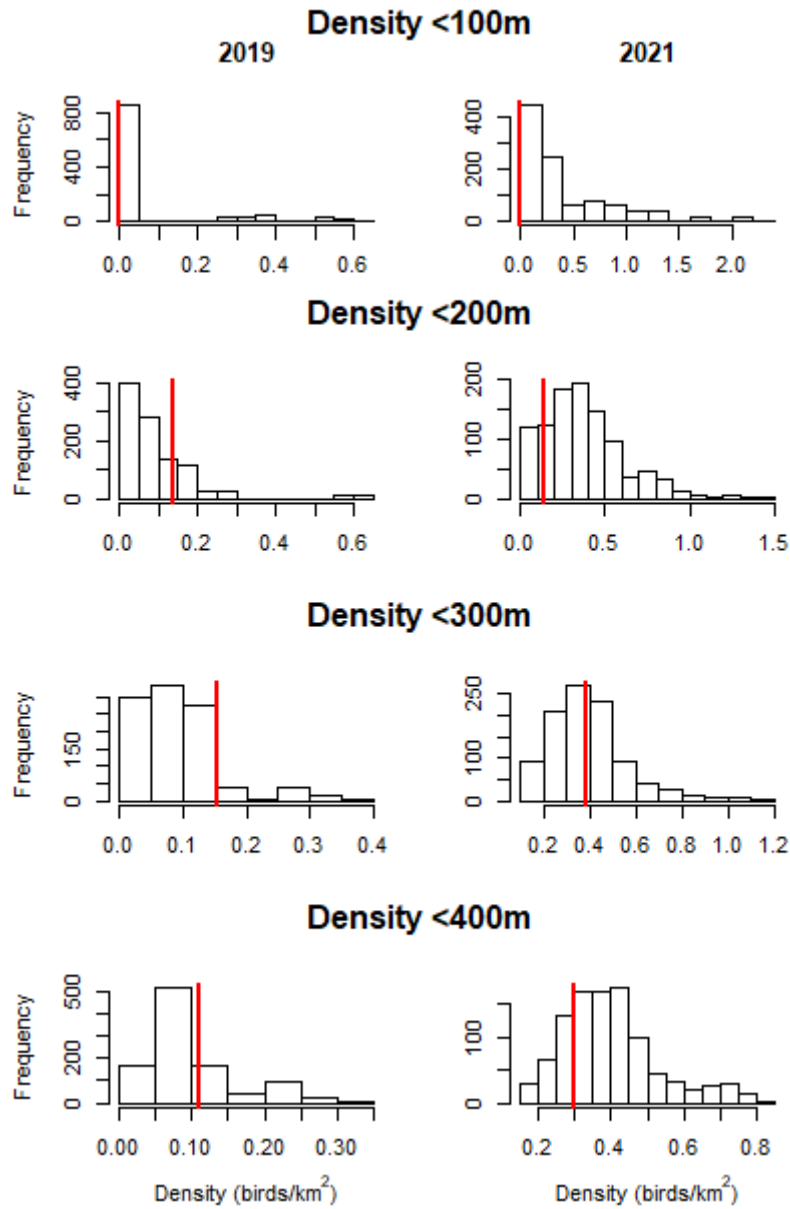 Density <100m
2019 2021
Frequency
0 400 800
0.0 0.2 0.4 0.6
0 200 400
0.0 0.5 1.0 1.5 2.0
Density <200m
Frequency
0 200 400
0.0 0.2 0.4 0.6
0 100 200
0.0 0.5 1.0 1.5
Density <300m
Frequency
0 150
0.0 0.1 0.2 0.3 0.4
0 100 250
0.2 0.4 0.6 0.8 1.0 1.2
Density <400m
Frequency
0 200 500
0.00 0.10 0.20 0.30
0 100
0.2 0.4 0.6 0.8
Density (birds/km²) Density (birds/km²)